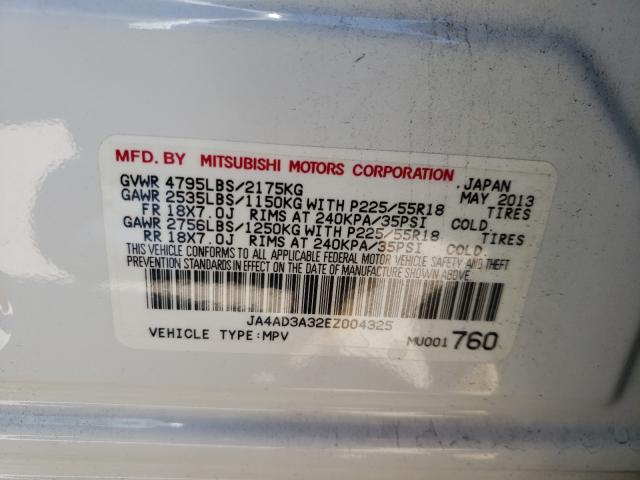 MFD. BY MITSUBISHI MOTORS CORPORATION JAPAN
GVWR 4795LBS/2175KG MAY 2013
GAWR 2535LBS/1150KG WITH P225/55R18 TIRES
FR 18X7.0J RIMS AT 240KPA/35PSI COLD.
GAWR 2756LBS/1250KG WITH P225/55R18 TIRES
RR 18X7.0J RIMS AT 240KPA/35PSI COLD.
THIS VEHICLE CONFORMS TO ALL APPLICABLE FEDERAL MOTOR VEHICLE SAFETY AND THEFT
PREVENTION STANDARDS IN EFFECT ON THE DATE OF MANUFACTURE SHOWN ABOVE.
JA4AD3A32EZ004325
VEHICLE TYPE:MPV MU001760